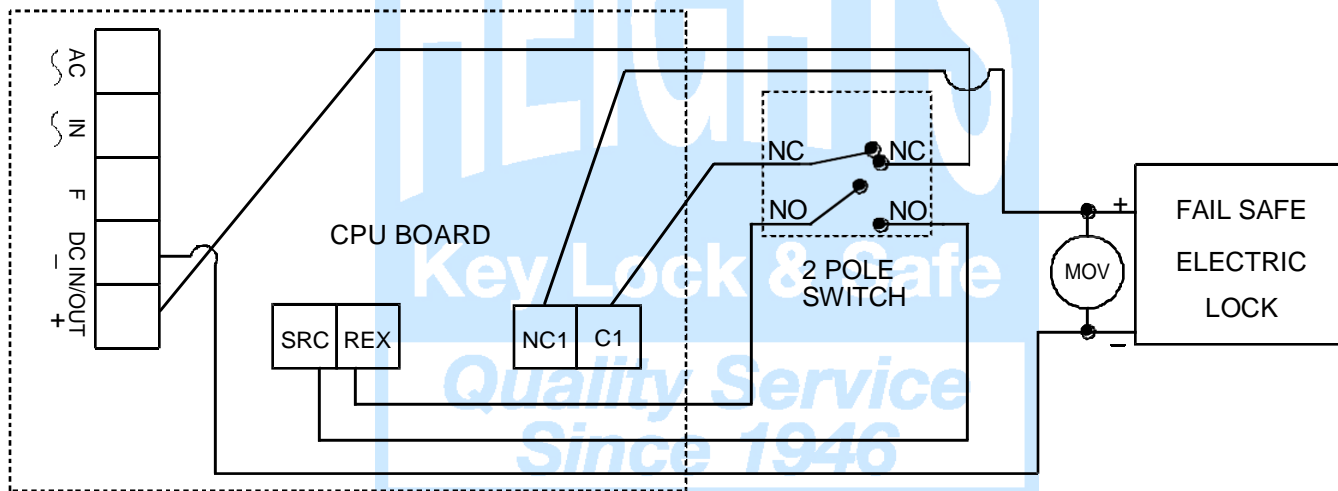 HEIGHTS
AC
IN
F
DC IN/OUT
–
+
CPU BOARD
SRC
REX
NC1
C1
NC
NC
NO
NO
2 POLE
SWITCH
+
MOV
–
FAIL SAFE
ELECTRIC
LOCK
Key Lock & Safe
Quality Service
Since 1946